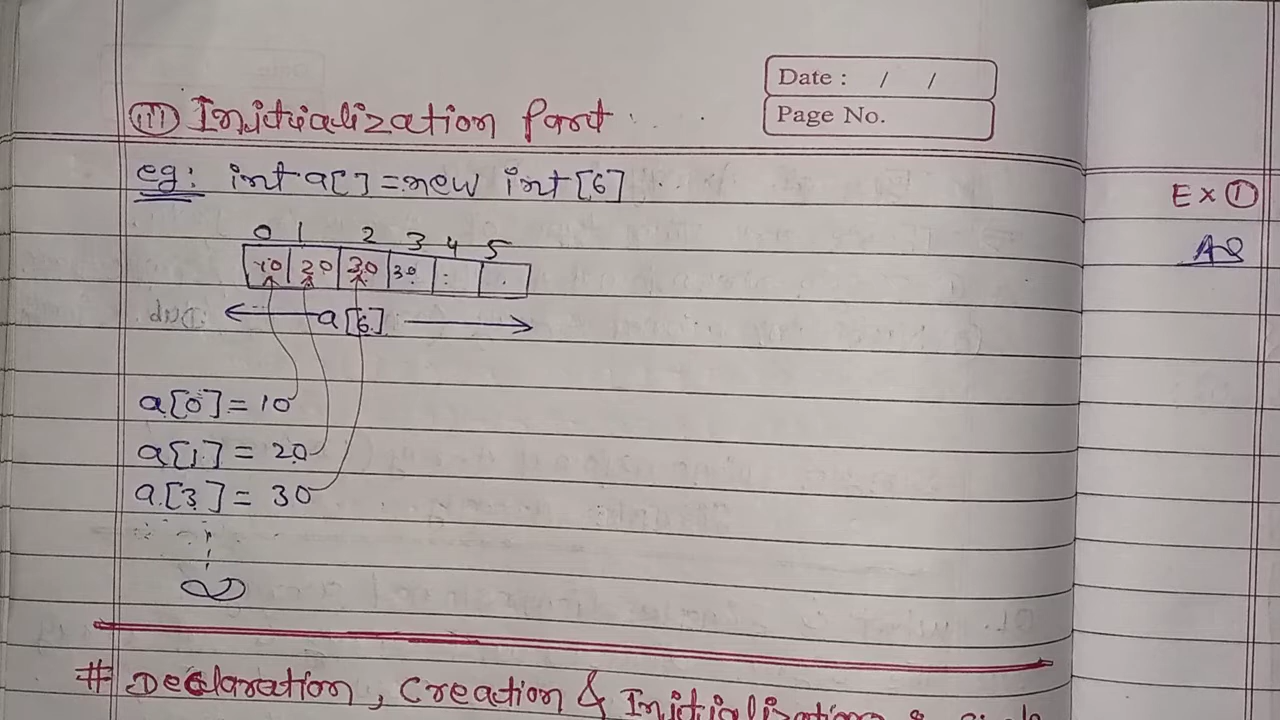 Date : / /
Page No.
(III) Initialization Part
eg: int a[ ] = new int [6]
0 1 2 3 4 5
10 20 30 30 : .
a[6]
a[0] = 10
a[1] = 20
a[3] = 30
# Declaration, Creation & Initialization
EX ①